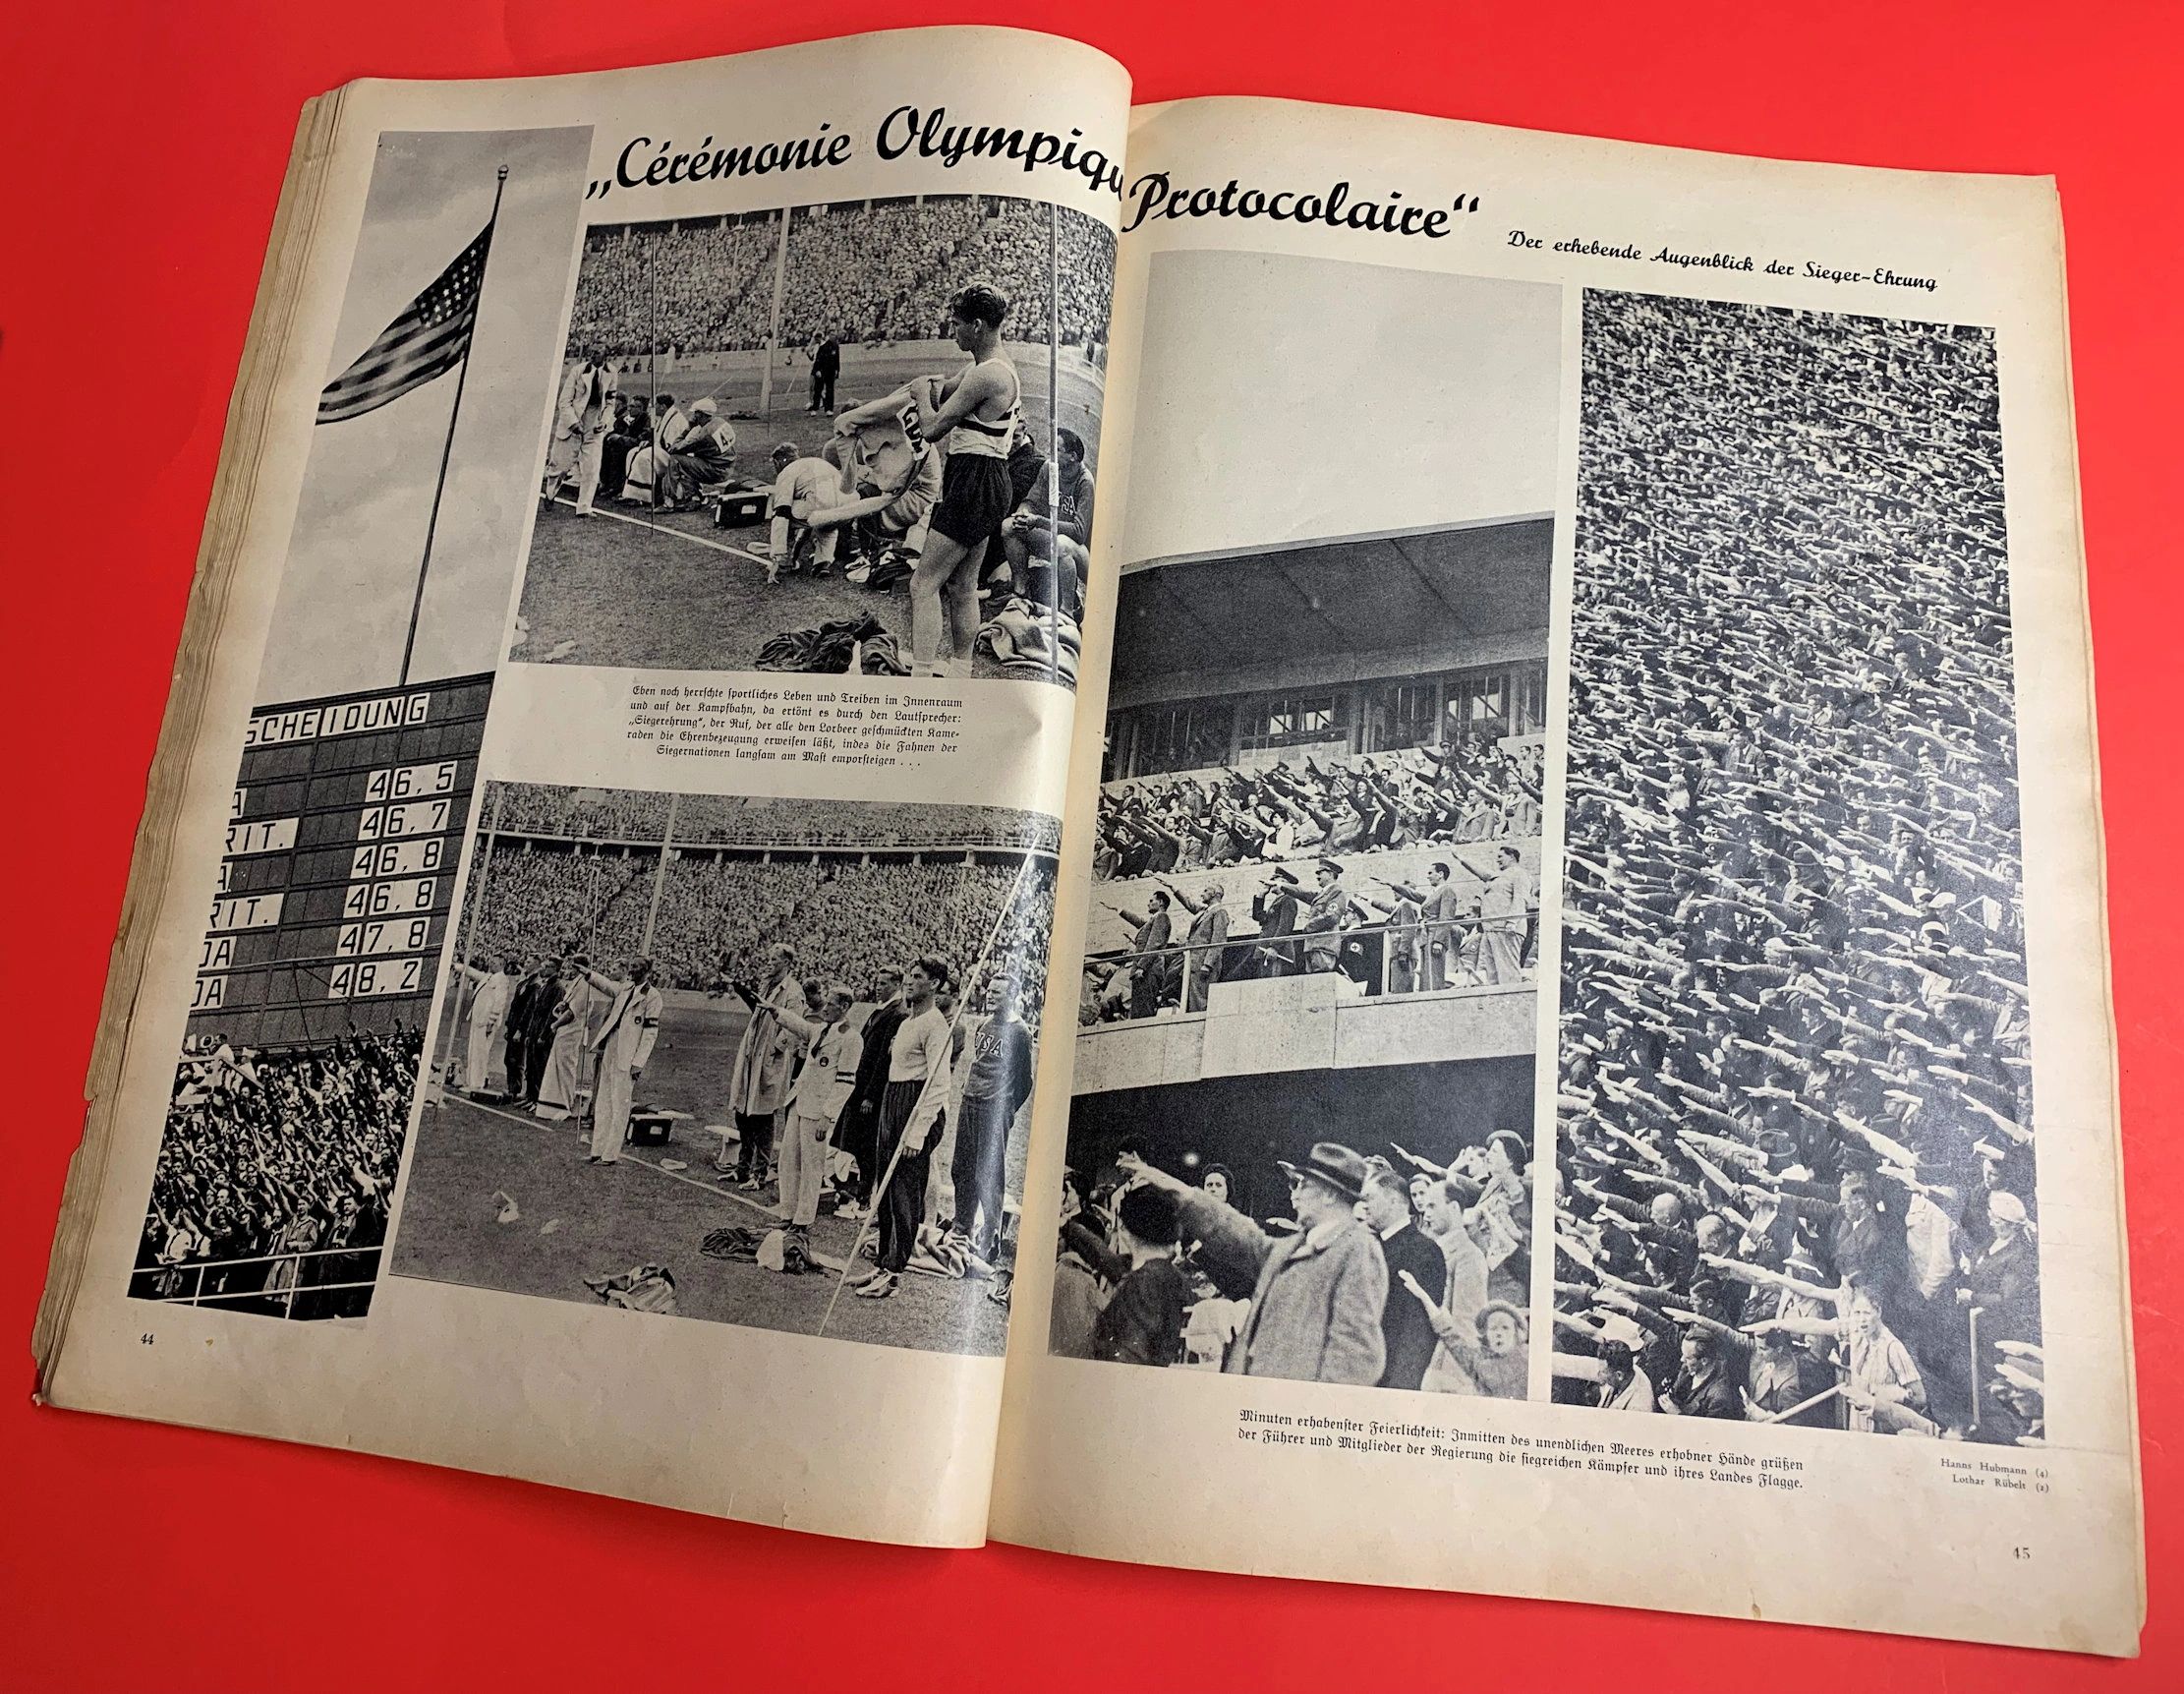 „Cérémonie Olympiqu
Protocolaire“
Der erhebende Augenblick der Sieger-Ehrung
SCHEIDUNG
A 46,5
RIT. 46,7
A 46,8
RIT. 46,8
DA 47,8
DA 48,2
USA
USA
Eben noch herrschte sportliches Leben und Treiben im Innenraum
und auf der Kampfbahn, da ertönt es durch den Lautsprecher:
„Siegerehrung“, der Ruf, der alle den Lorbeer geschmückten Kame-
raden die Ehrenbezeugung erweisen läßt, indes die Fahnen der
Siegernationen langsam am Mast emporsteigen . . .
44
Minuten erhabenster Feierlichkeit: Inmitten des unendlichen Meeres erhobner Hände grüßen
der Führer und Mitglieder der Regierung die siegreichen Kämpfer und ihres Landes Flagge.
Hanns Hubmann (4)
Lothar Rübelt (2)
45